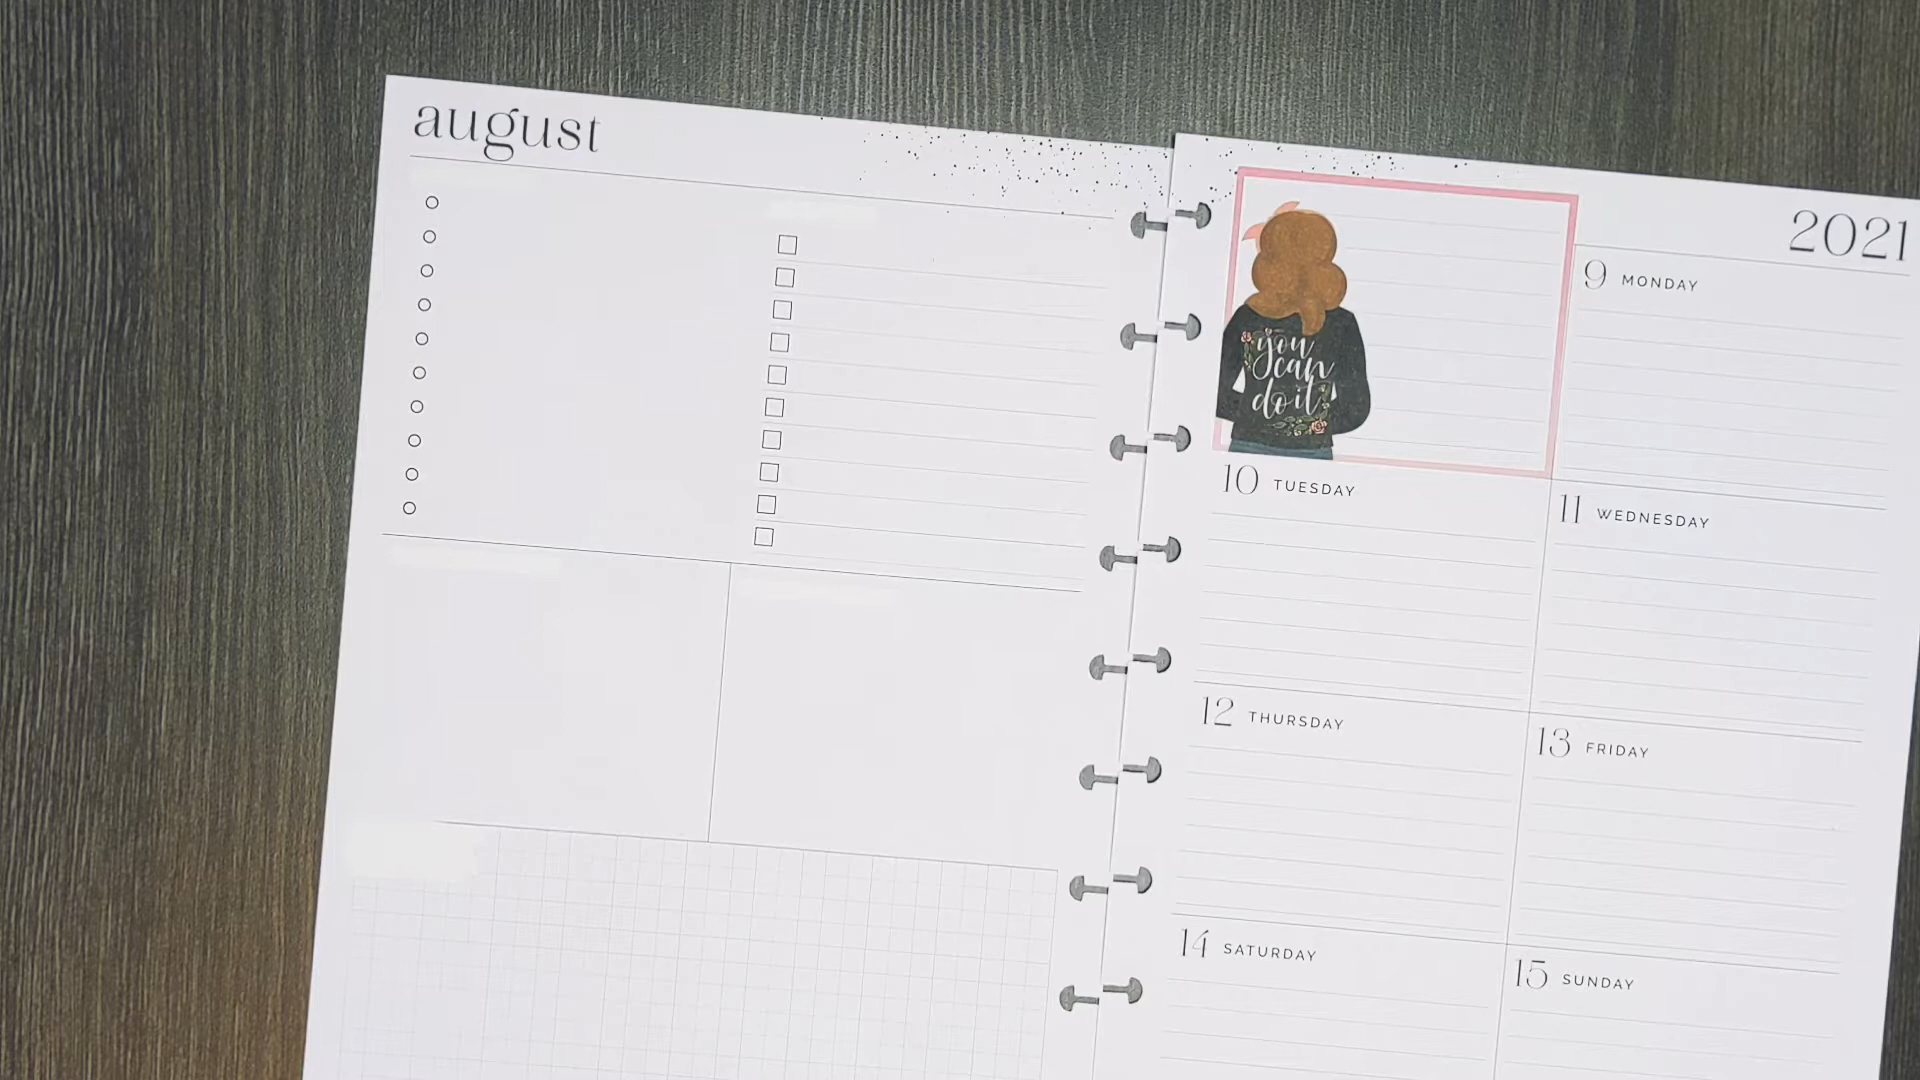 august
2021
you
can
do it
9 MONDAY
10 TUESDAY
11 WEDNESDAY
12 THURSDAY
13 FRIDAY
14 SATURDAY
15 SUNDAY